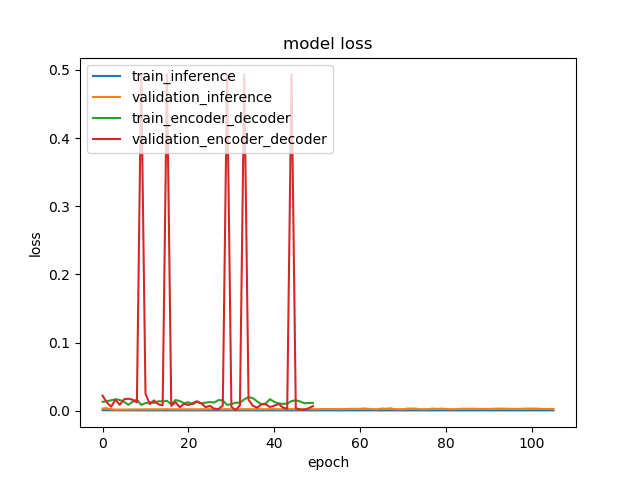 model loss
train_inference
validation_inference
train_encoder_decoder
validation_encoder_decoder
0.5
0.4
0.3
0.2
0.1
0.0
loss
0 20 40 60 80 100
epoch